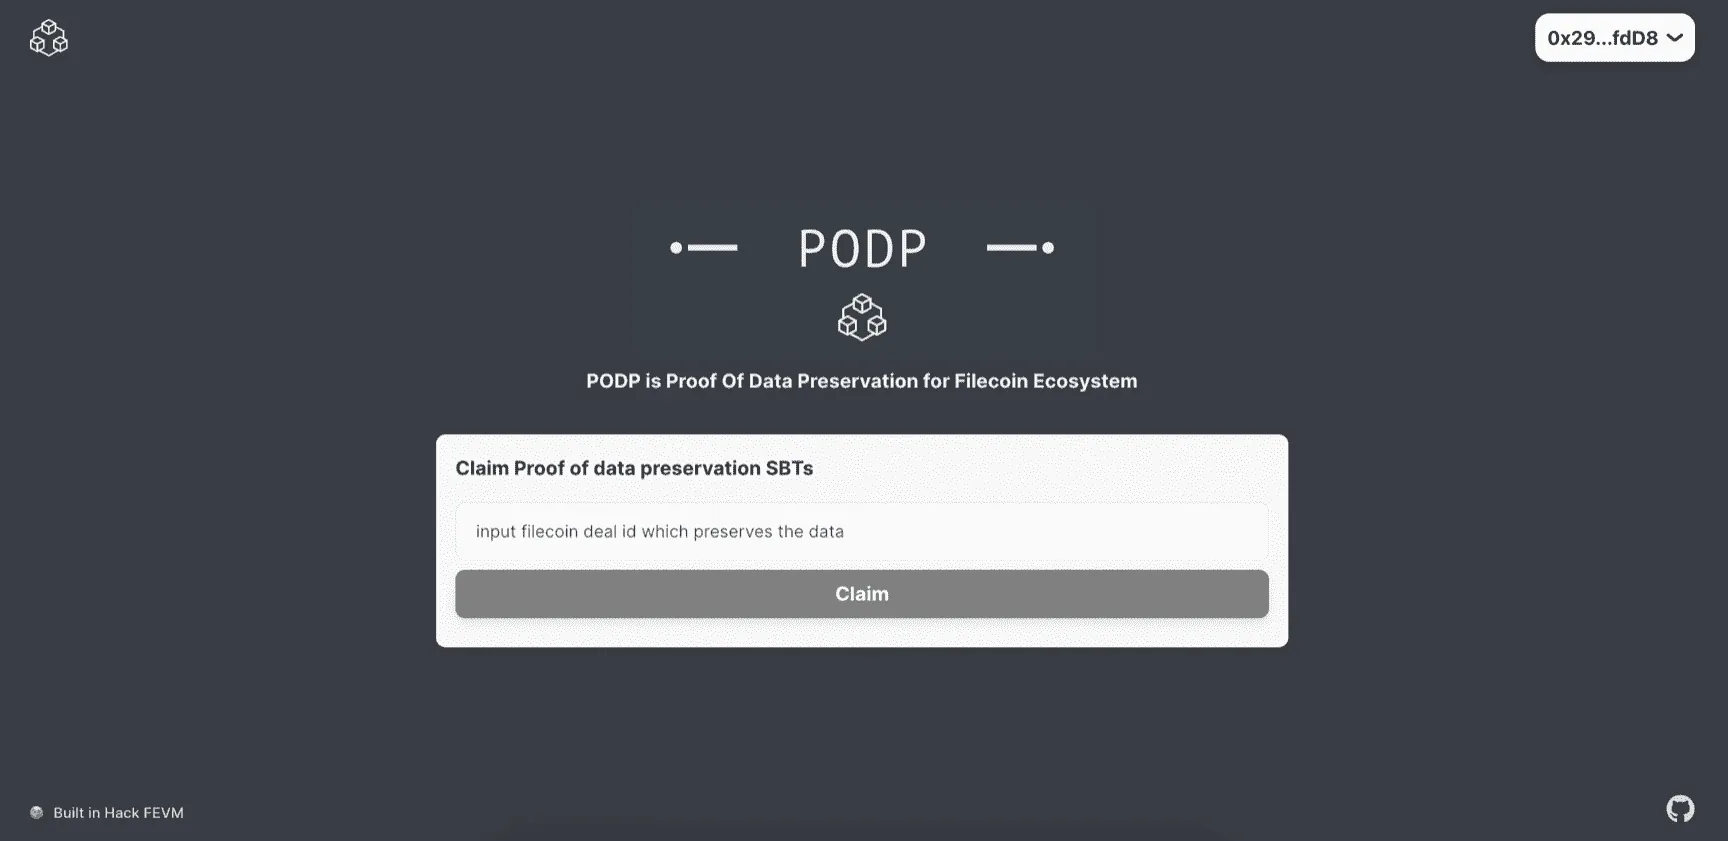 0x29...fdD8
PODP
PODP is Proof Of Data Preservation for Filecoin Ecosystem
Claim Proof of data preservation SBTs
input filecoin deal id which preserves the data
Claim
Built in Hack FEVM